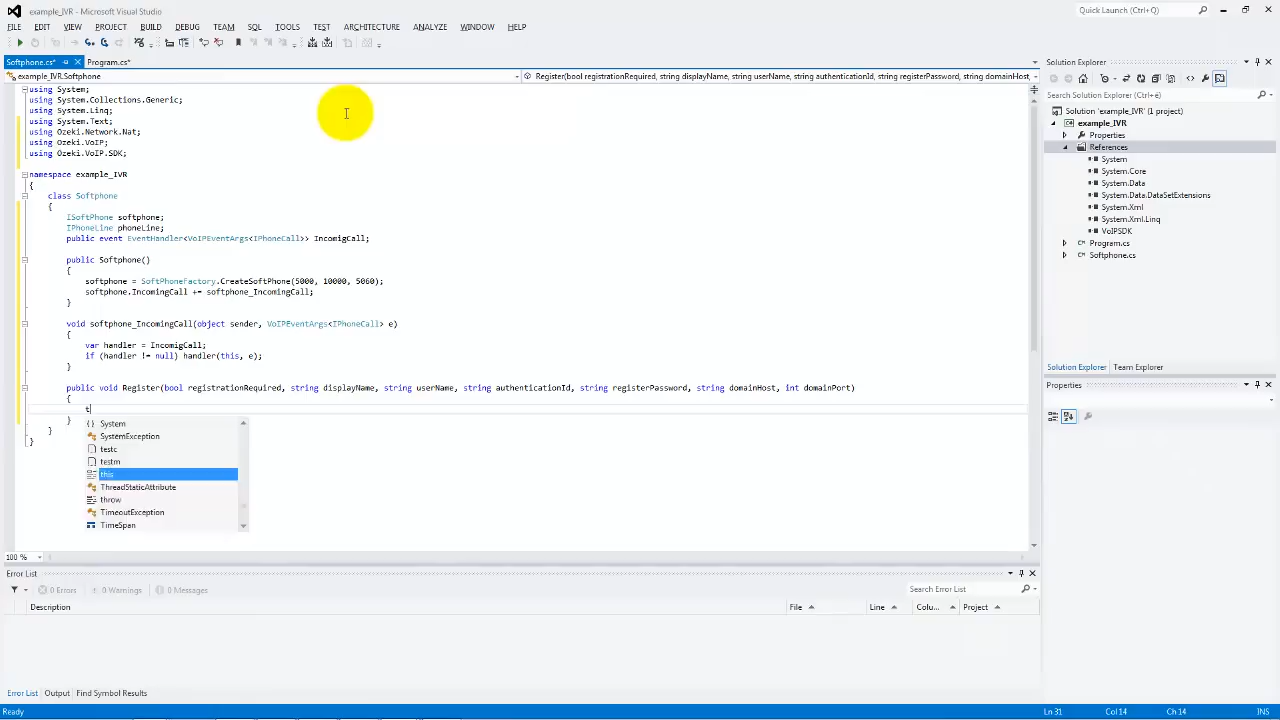 example_IVR - Microsoft Visual Studio
Quick Launch (Ctrl+Q)
FILE EDIT VIEW PROJECT BUILD DEBUG TEAM SQL TOOLS TEST ARCHITECTURE ANALYZE WINDOW HELP
Softphone.cs* Program.cs*
example_IVR.Softphone Register(bool registrationRequired, string displayName, string userName, string authenticationId, string registerPassword, string domainHost,
using System;
using System.Collections.Generic;
using System.Linq;
using System.Text;
using Ozeki.Network.Nat;
using Ozeki.VoIP;
using Ozeki.VoIP.SDK;
namespace example_IVR
{
class Softphone
{
ISoftPhone softphone;
IPhoneLine phoneLine;
public event EventHandler<VoIPEventArgs<IPhoneCall>> IncomigCall;
public Softphone()
{
softphone = SoftPhoneFactory.CreateSoftPhone(5000, 10000, 5060);
softphone.IncomingCall += softphone_IncomingCall;
}
void softphone_IncomingCall(object sender, VoIPEventArgs<IPhoneCall> e)
{
var handler = IncomigCall;
if (handler != null) handler(this, e);
}
public void Register(bool registrationRequired, string displayName, string userName, string authenticationId, string registerPassword, string domainHost, int domainPort)
{
t
}
}
}
System
SystemException
testc
testm
this
ThreadStaticAttribute
throw
TimeoutException
TimeSpan
100 %
Solution Explorer
Search Solution Explorer (Ctrl+é)
Solution 'example_IVR' (1 project)
example_IVR
Properties
References
System
System.Core
System.Data
System.Data.DataSetExtensions
System.Xml
System.Xml.Linq
VoIPSDK
Program.cs
Softphone.cs
Solution Explorer Team Explorer
Properties
Error List
0 Errors 0 Warnings 0 Messages
Search Error List
Description File Line Colu... Project
Error List Output Find Symbol Results
Ready Ln 31 Col 14 Ch 14 INS